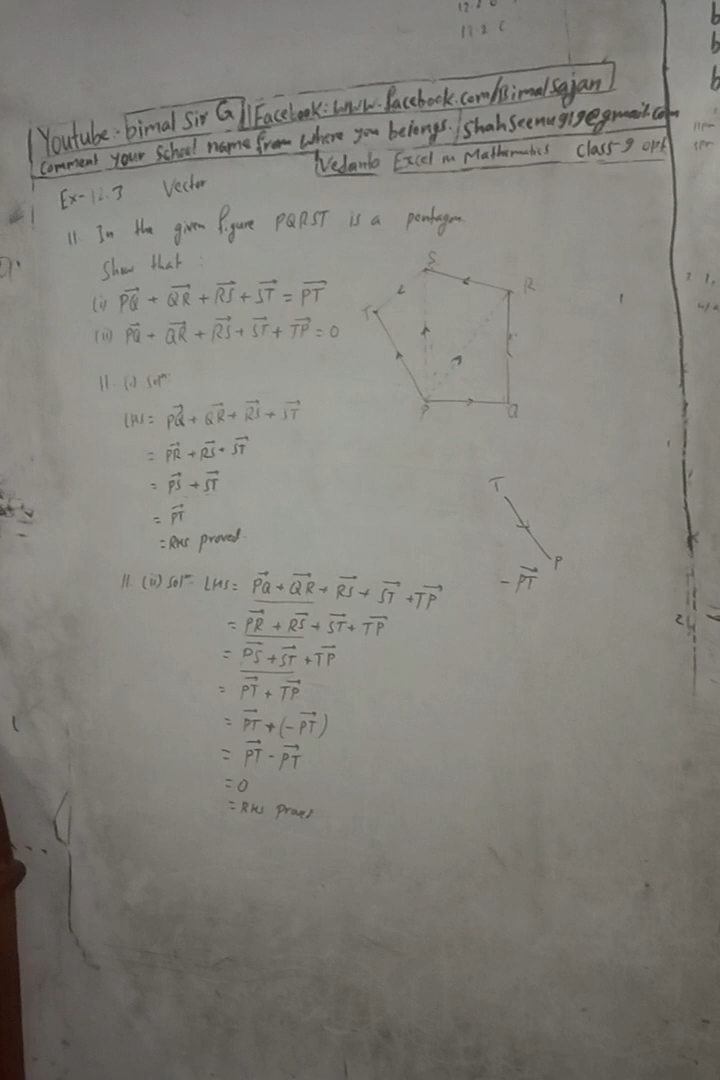 12.2 C
Youtube:- bimal Sir G || Facebook: www.facebook.com/Bimalsajan
Comment your School name from where you belongs. | Shahseenu919@gmail.com
Vedanta Excel in Mathematics class-9 opt
Ex-12.3 Vector
11. In the given figure PQRST is a pentagon.
Show that :
(i) PQ⃗ + QR⃗ + RS⃗ + ST⃗ = PT⃗
(ii) PQ⃗ + QR⃗ + RS⃗ + ST⃗ + TP⃗ = 0
S
R
T
P
Q
11. (i) solⁿ:
LHS = PQ⃗ + QR⃗ + RS⃗ + ST⃗
= PR⃗ + RS⃗ + ST⃗
= PS⃗ + ST⃗
= PT⃗
= RHS proved.
T
P
- PT⃗
11. (ii) solⁿ: LHS = PQ⃗ + QR⃗ + RS⃗ + ST⃗ + TP⃗
= PR⃗ + RS⃗ + ST⃗ + TP⃗
= PS⃗ + ST⃗ + TP⃗
= PT⃗ + TP⃗
= PT⃗ + (-PT⃗)
= PT⃗ - PT⃗
= 0
= RHS